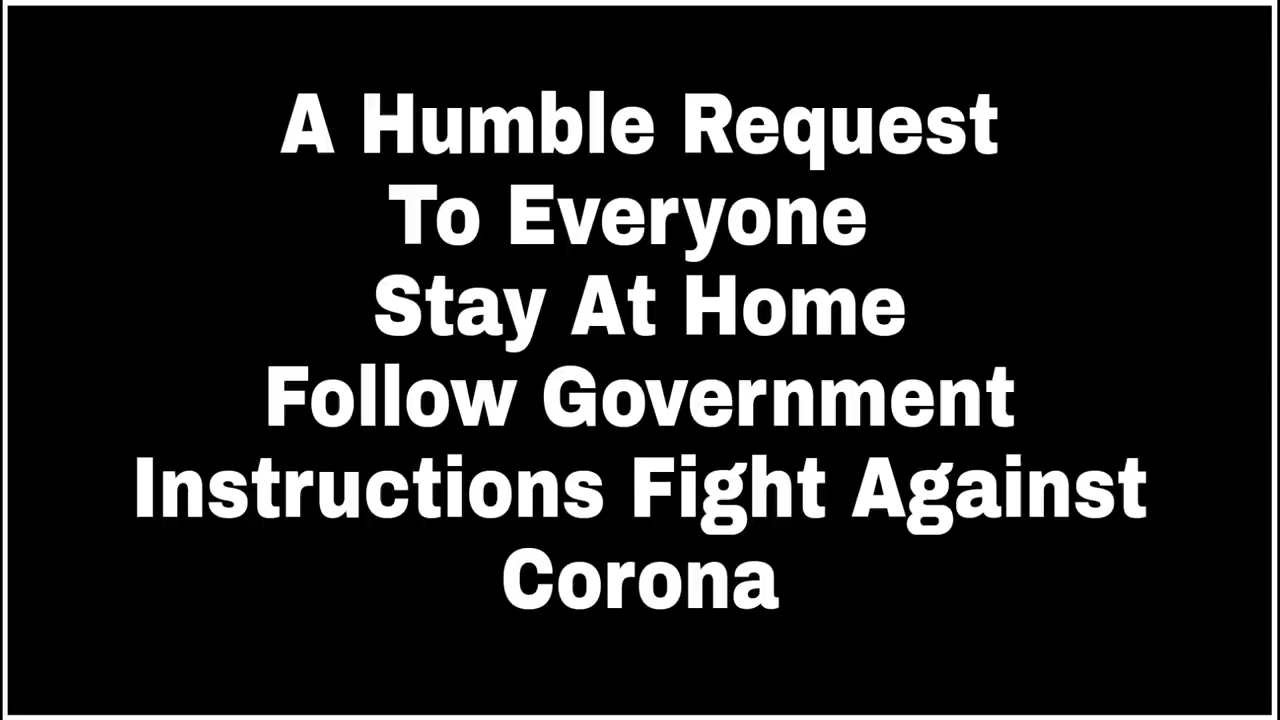 A Humble Request
To Everyone
Stay At Home
Follow Government
Instructions Fight Against
Corona